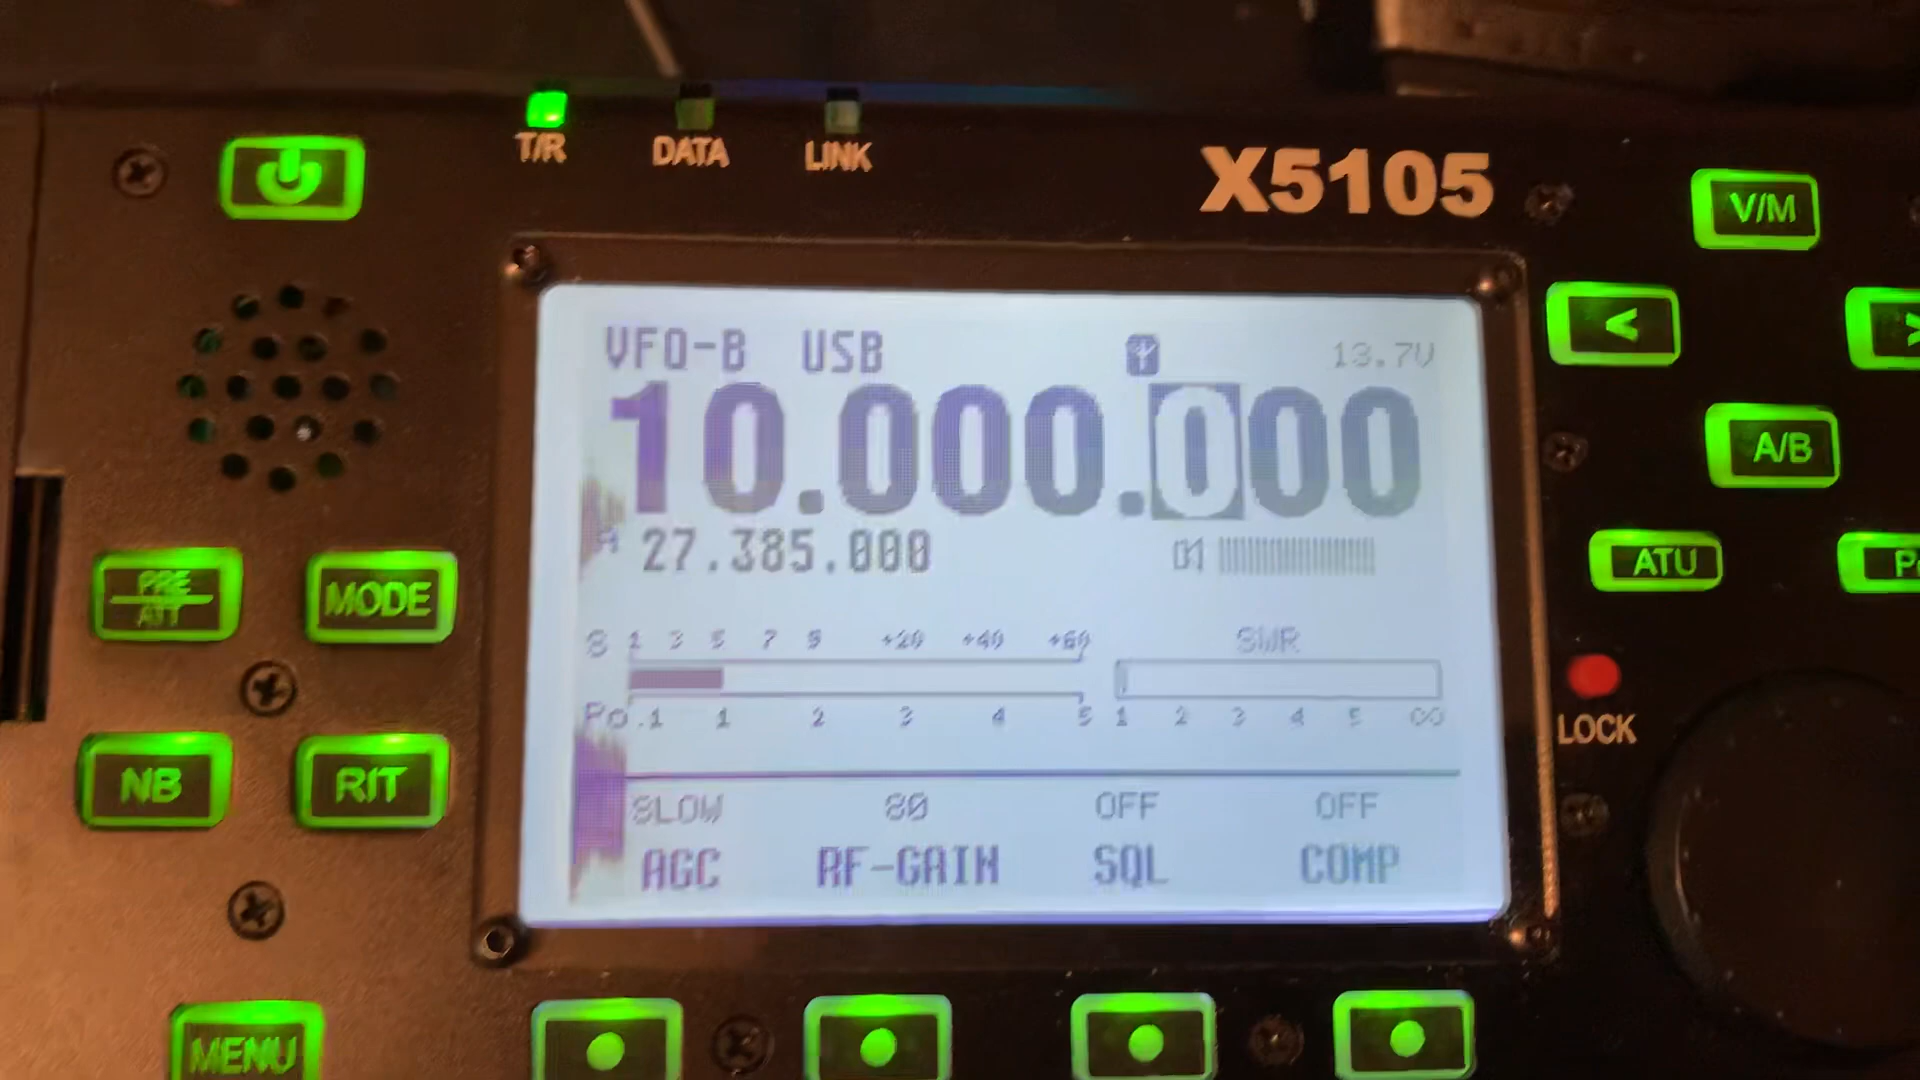 T/R DATA LINK
X5105
V/M
<
A/B
ATU
PRE
ATT
MODE
NB
RIT
MENU
LOCK
VFO-B USB 13.7V
10.000.000
A 27.385.000
S 1 3 5 7 9 +20 +40 +60 SWR
Po .1 1 2 3 4 5 1 2 3 4 5 ∞
SLOW 80 OFF OFF
AGC RF-GAIN SQL COMP